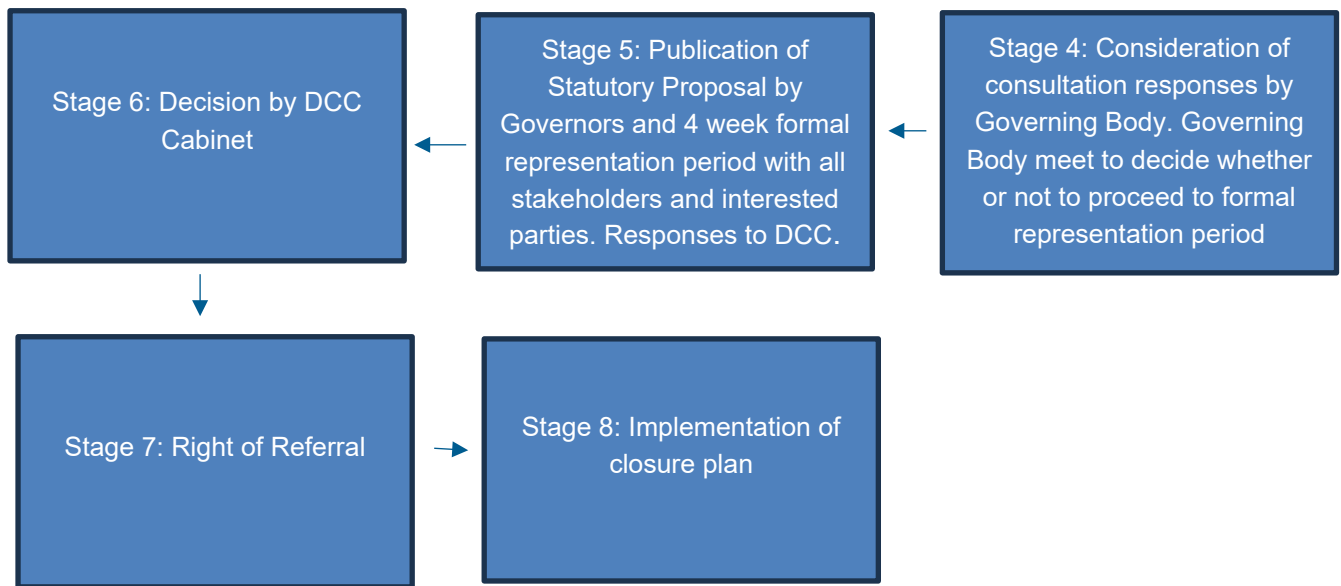 Stage 6: Decision by DCC
Cabinet
Stage 5: Publication of
Statutory Proposal by
Governors and 4 week formal
representation period with all
stakeholders and interested
parties. Responses to DCC.
Stage 4: Consideration of
consultation responses by
Governing Body. Governing
Body meet to decide whether
or not to proceed to formal
representation period
Stage 7: Right of Referral
Stage 8: Implementation of
closure plan